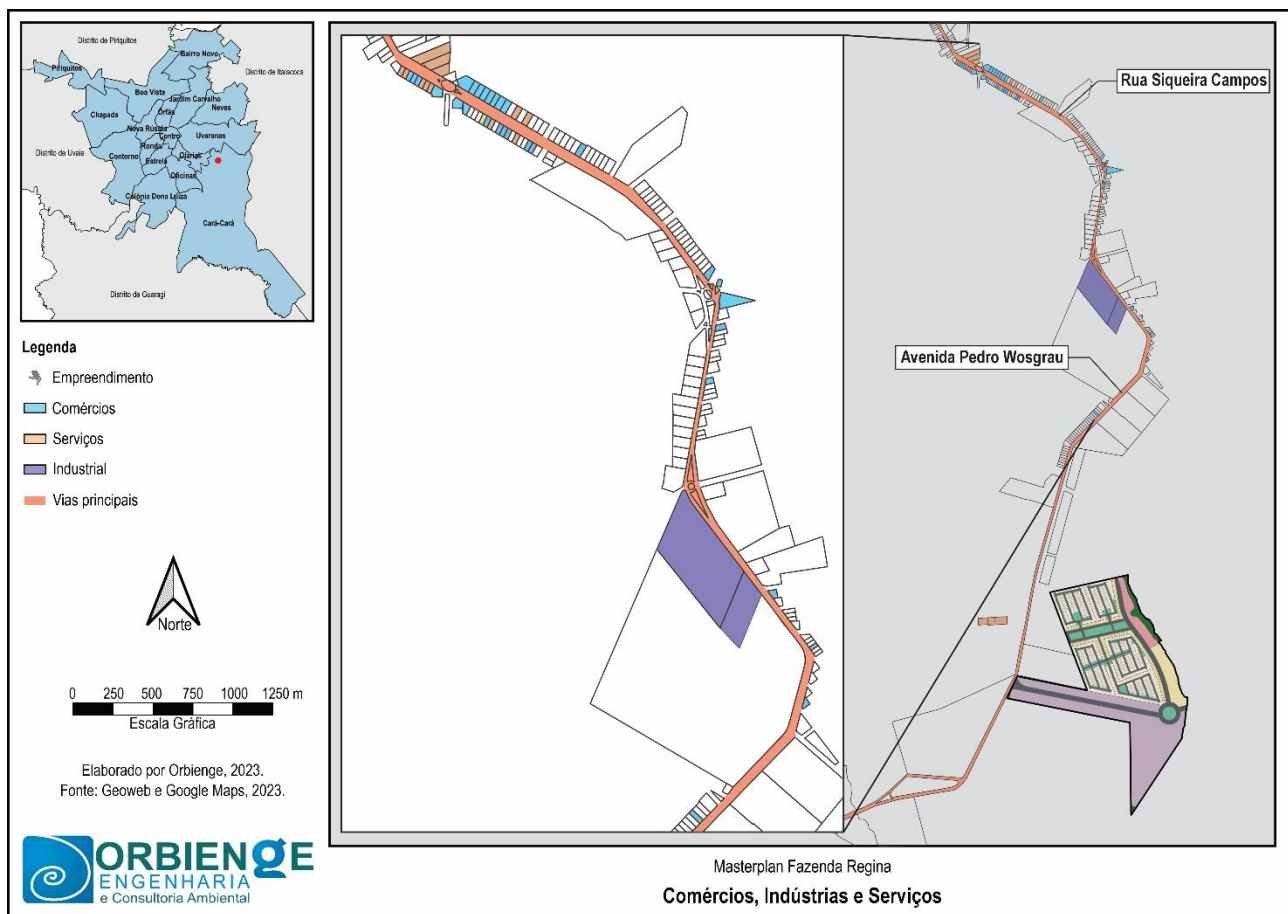 Distrito de Piriquitos
Bairro Novo
Distrito de Itaiacoca
Piriquitos
Boa Vista
Jardim Carvalho
Neves
Chapada
Órfãs
Nova Rússia
Centro
Uvaranas
Ronda
Distrito de Uvaia
Contorno
Olárias
Estrela
Oficinas
Colônia Dona Luiza
Cará-Cará
Distrito de Guaragi
Legenda
Empreendimento
Comércios
Serviços
Industrial
Vias principais
Norte
0 250 500 750 1000 1250 m
Escala Gráfica
Elaborado por Orbienge, 2023.
Fonte: Geoweb e Google Maps, 2023.
ORBIENGE
ENGENHARIA
e Consultoria Ambiental
Rua Siqueira Campos
Avenida Pedro Wosgrau
Masterplan Fazenda Regina
Comércios, Indústrias e Serviços